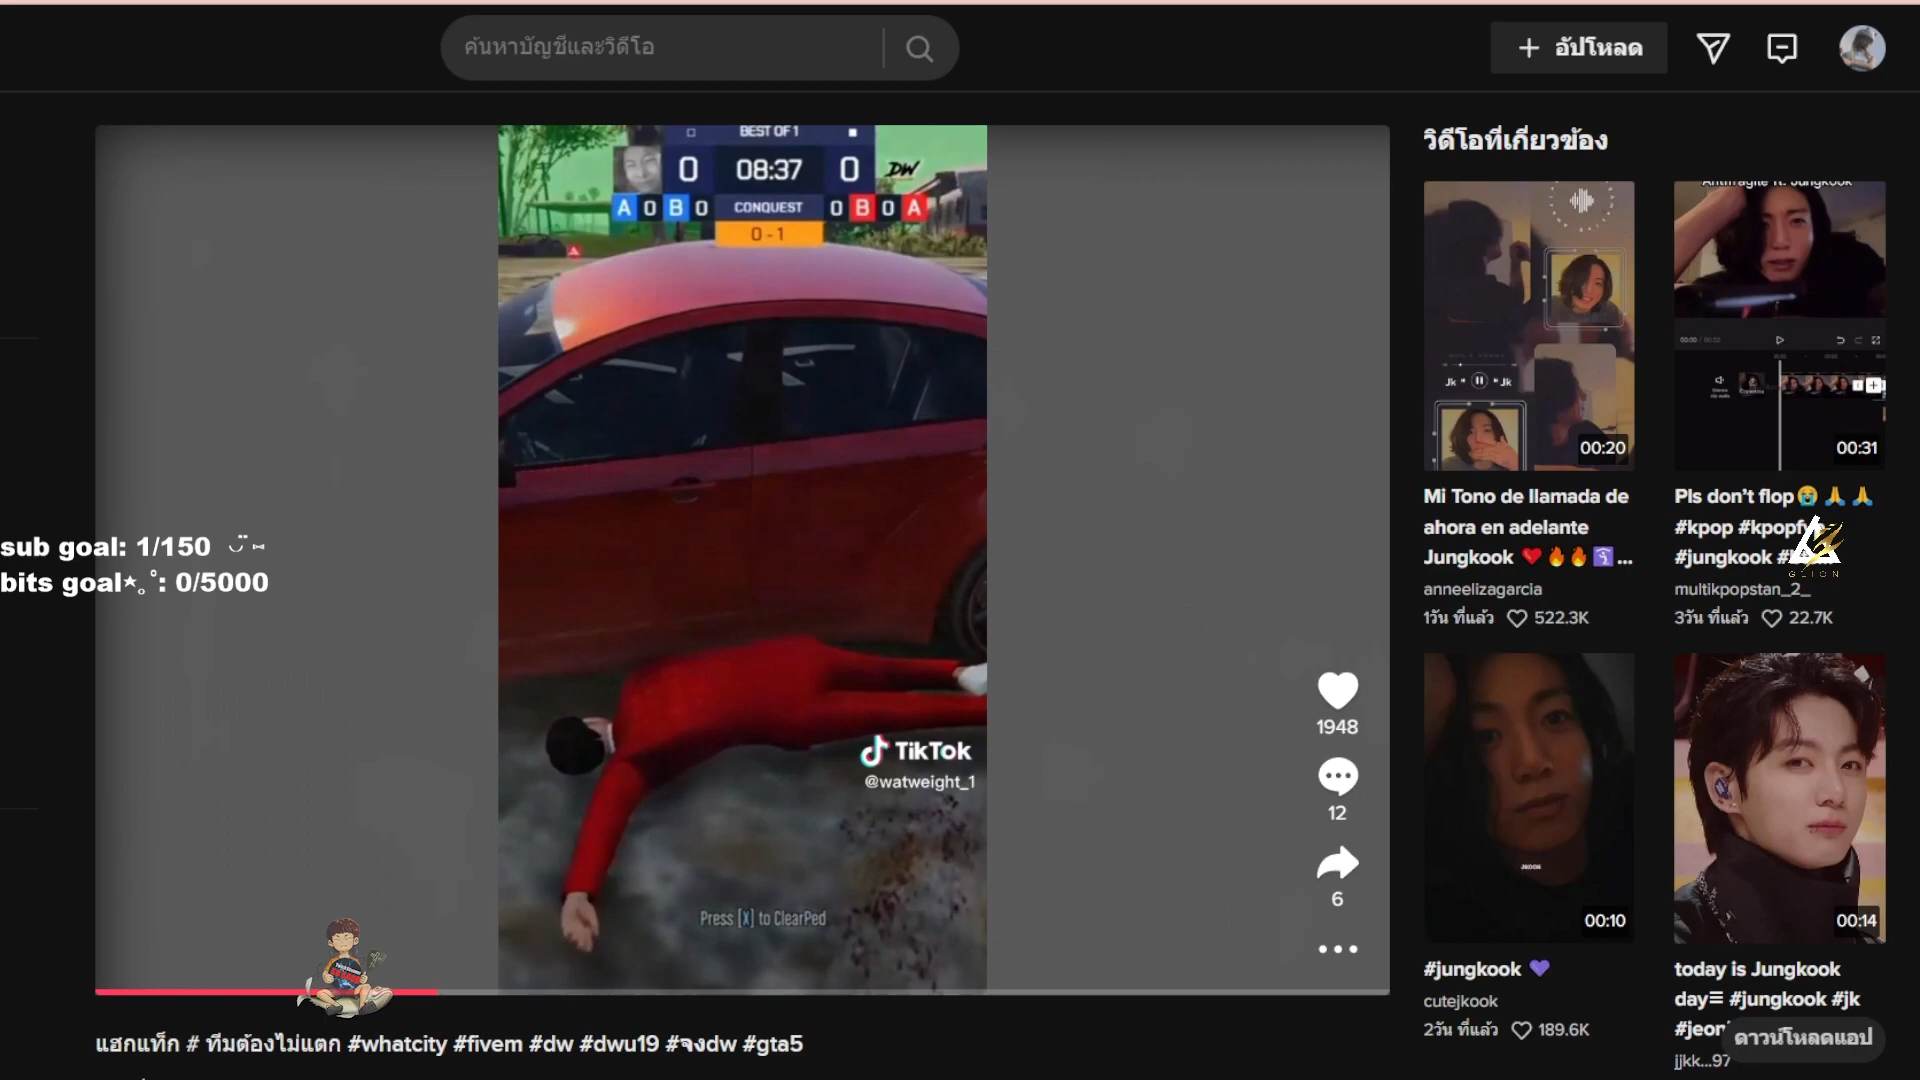 ค้นหาบัญชีและวิดีโอ
อัปโหลด
BEST OF 1
0 08:37 0 DW
A 0 B 0 CONQUEST 0 B 0 A
0 - 1
TikTok
@watweight_1
Press [X] to ClearPed
1948
12
6
sub goal: 1/150
bits goal⋆｡˚: 0/5000
แฮกแท็ก # ทีมต้องไม่แตก #whatcity #fivem #dw #dwu19 #จงdw #gta5
วิดีโอที่เกี่ยวข้อง
Jk Jk
00:20
Mi Tono de llamada de
ahora en adelante
Jungkook ❤️🔥🔥🛐...
anneelizagarcia
1วัน ที่แล้ว 522.3K
Antifragile ft. Jungkook
00:31
Pls don't flop😭🙏🙏
#kpop
#jungkook
GLION
multikpopstan_2_
3วัน ที่แล้ว 22.7K
00:10
#jungkook 💜
cutejkook
2วัน ที่แล้ว 189.6K
00:14
today is Jungkook
day☰ #jungkook #jk
ดาวน์โหลดแอป
jjkk...97